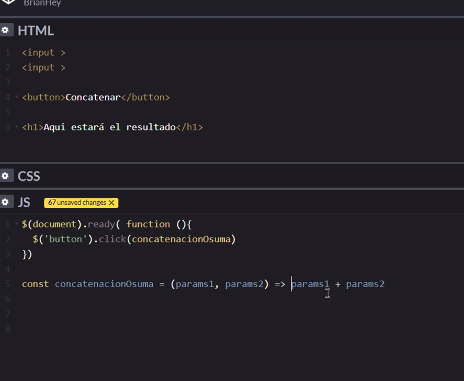 BrianHey
HTML
1 <input >
2 <input >
3
4 <button>Concatenar</button>
5
6 <h1>Aqui estará el resultado</h1>
CSS
JS 67 unsaved changes X
1 $(document).ready( function (){
2 $('button').click(concatenacionOsuma)
3 })
4
5 const concatenacionOsuma = (params1, params2) => params1 + params2
6
7
8